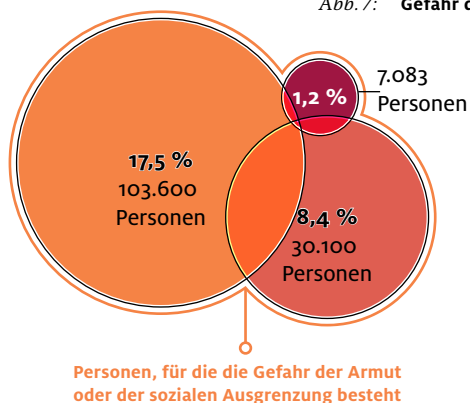 Abb. 7: Gefahr d
7.083
Personen
1,2 %
17,5 %
103.600
Personen
8,4 %
30.100
Personen
Personen, für die die Gefahr der Armut
oder der sozialen Ausgrenzung besteht